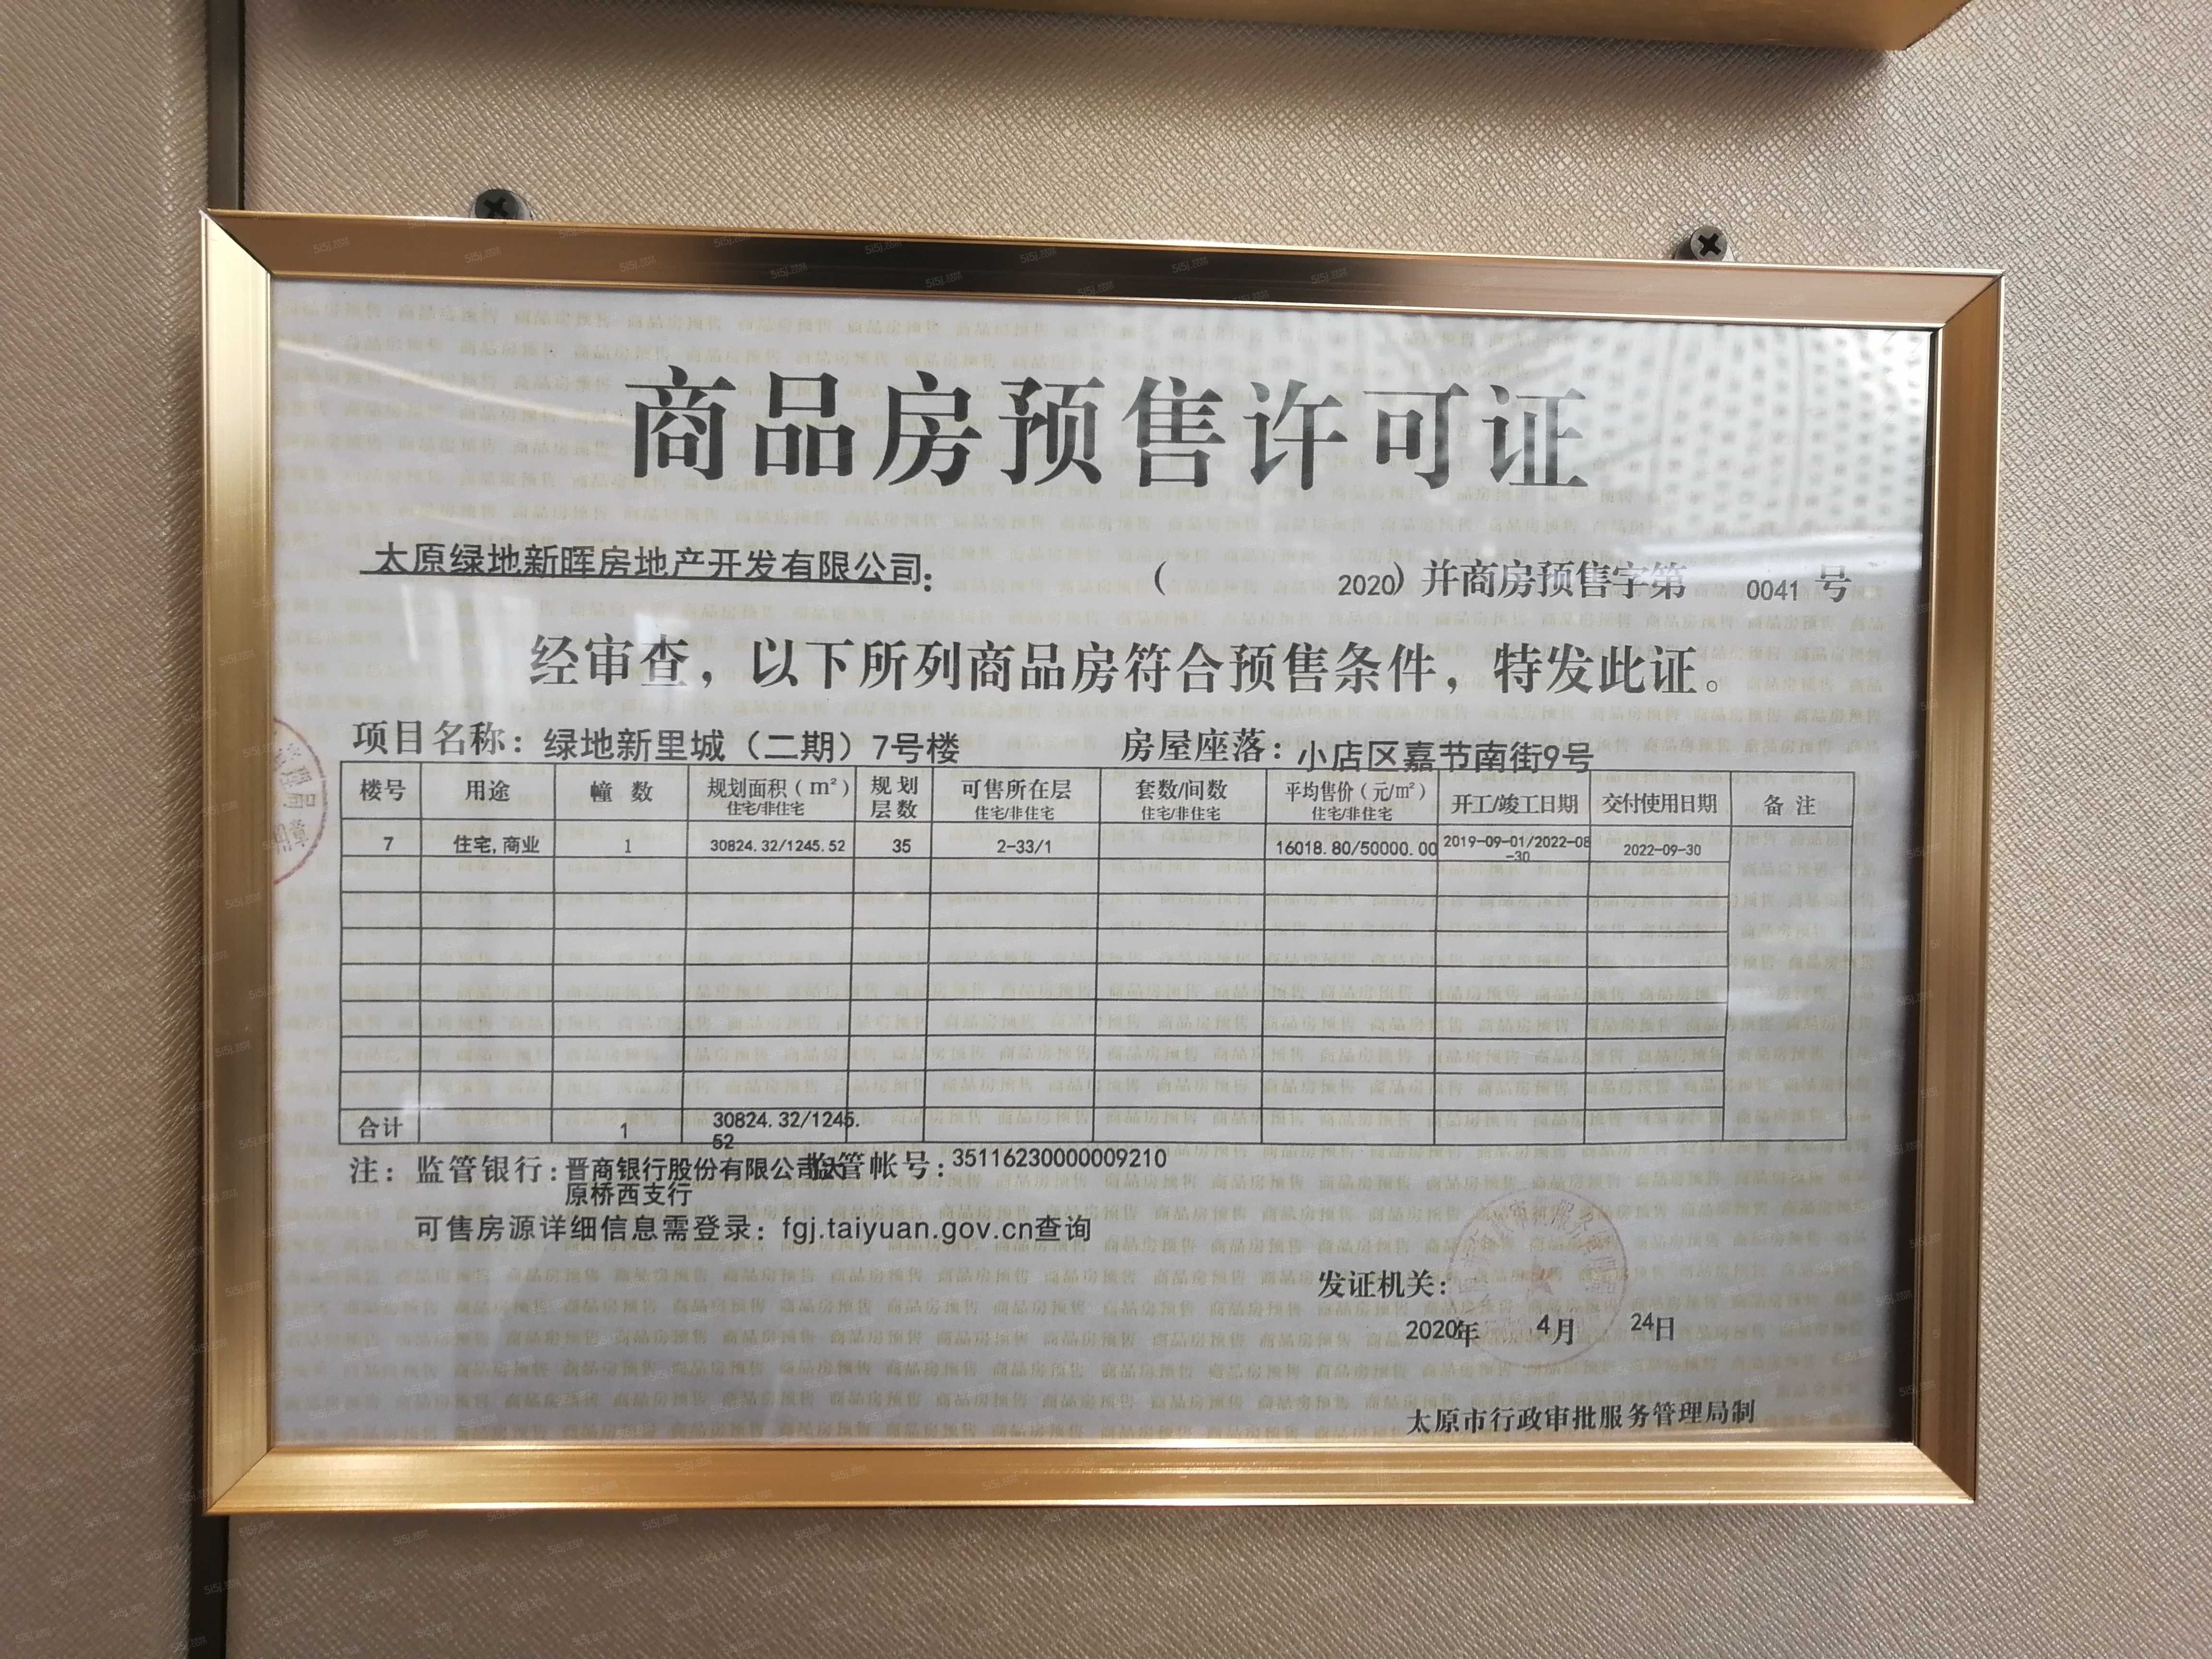 商品房预售许可证
太原绿地新晖房地产开发有限公司:
( 2020) 并商房预售字第 0041 号
经审查，以下所列商品房符合预售条件，特发此证。
项目名称: 绿地新里城（二期）7号楼 房屋座落: 小店区嘉节南街9号
楼号 用途 幢 数 规划面积 (m²) 住宅/非住宅 规划层数 可售所在层 住宅/非住宅 套数/间数 住宅/非住宅 平均售价 (元/m²) 住宅/非住宅 开工/竣工日期 交付使用日期 备 注
7 住宅,商业 1 30824.32/1245.52 35 2-33/1 16018.80/50000.00 2019-09-01/2022-08-30 2022-09-30
合计 1 30824.32/1245.52
注: 监管银行: 晋商银行股份有限公司太原桥西支行 监管帐号: 35116230000009210
可售房源详细信息需登录: fgj.taiyuan.gov.cn查询
发证机关:
2020年 4月 24日
太原市行政审批服务管理局制